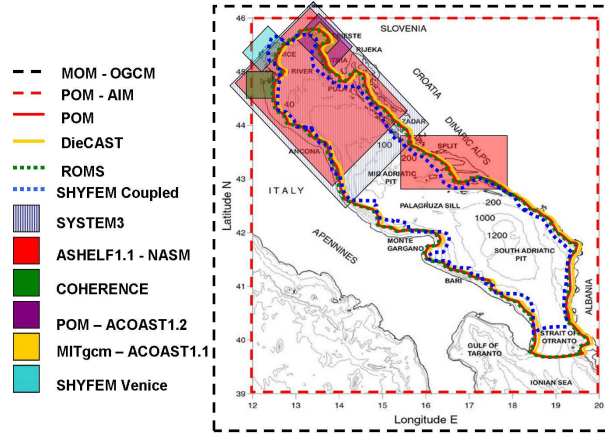 MOM - OGCM
POM - AIM
POM
DieCAST
ROMS
SHYFEM Coupled
SYSTEM3
ASHELF1.1 - NASM
COHERENCE
POM – ACOAST1.2
MITgcm – ACOAST1.1
SHYFEM Venice
46
45
44
43
42
41
40
39
Latitude N
12 13 14 15 16 17 18 19 20
Longitude E
SLOVENIA
RIJEKA
CROATIA
RIVER
40
ZADAR
DINARIC ALPS
100
200
SPLIT
ANCONA
MID ADRIATIC
PIT
ITALY
PALAGRUZA SILL
200
1000
1200
APENNINES
MONTE
GARGANO
SOUTH ADRIATIC
PIT
BARI
ALBANIA
STRAIT OF
OTRANTO
GULF OF
TARANTO
IONIAN SEA